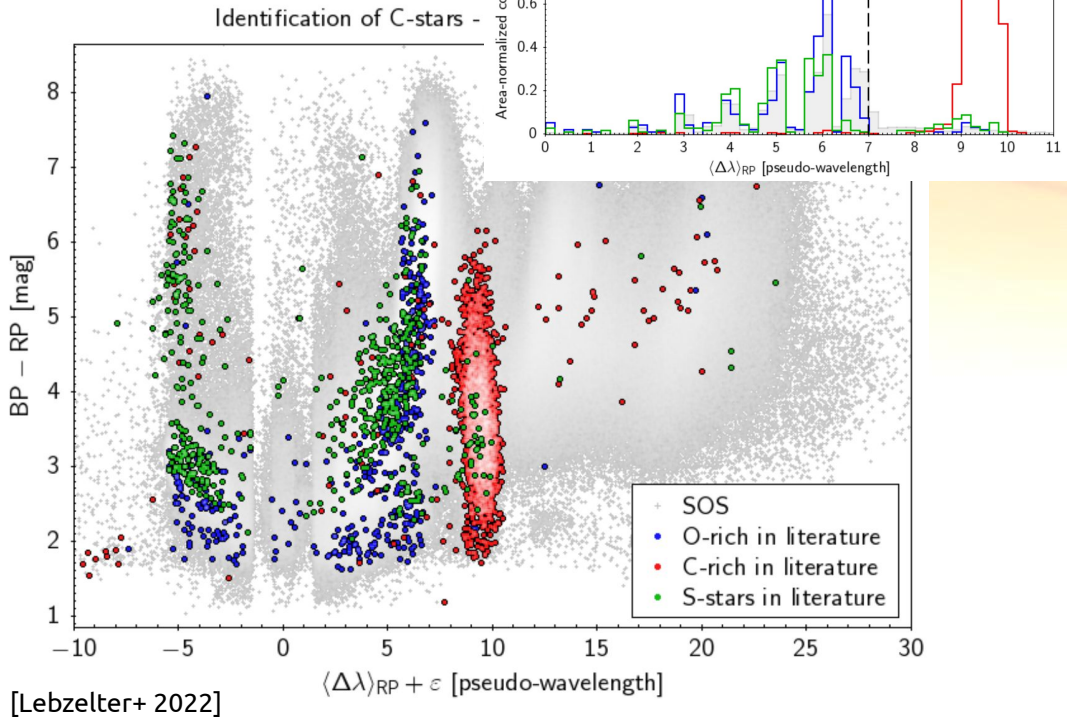 Identification of C-stars -
Area-normalized
0.6
0.4
0.2
0
0 1 2 3 4 5 6 7 8 9 10 11
⟨Δλ⟩RP [pseudo-wavelength]
BP − RP [mag]
8
7
6
5
4
3
2
1
SOS
O-rich in literature
C-rich in literature
S-stars in literature
−10 −5 0 5 10 15 20 25 30
⟨Δλ⟩RP + ε [pseudo-wavelength]
[Lebzelter+ 2022]